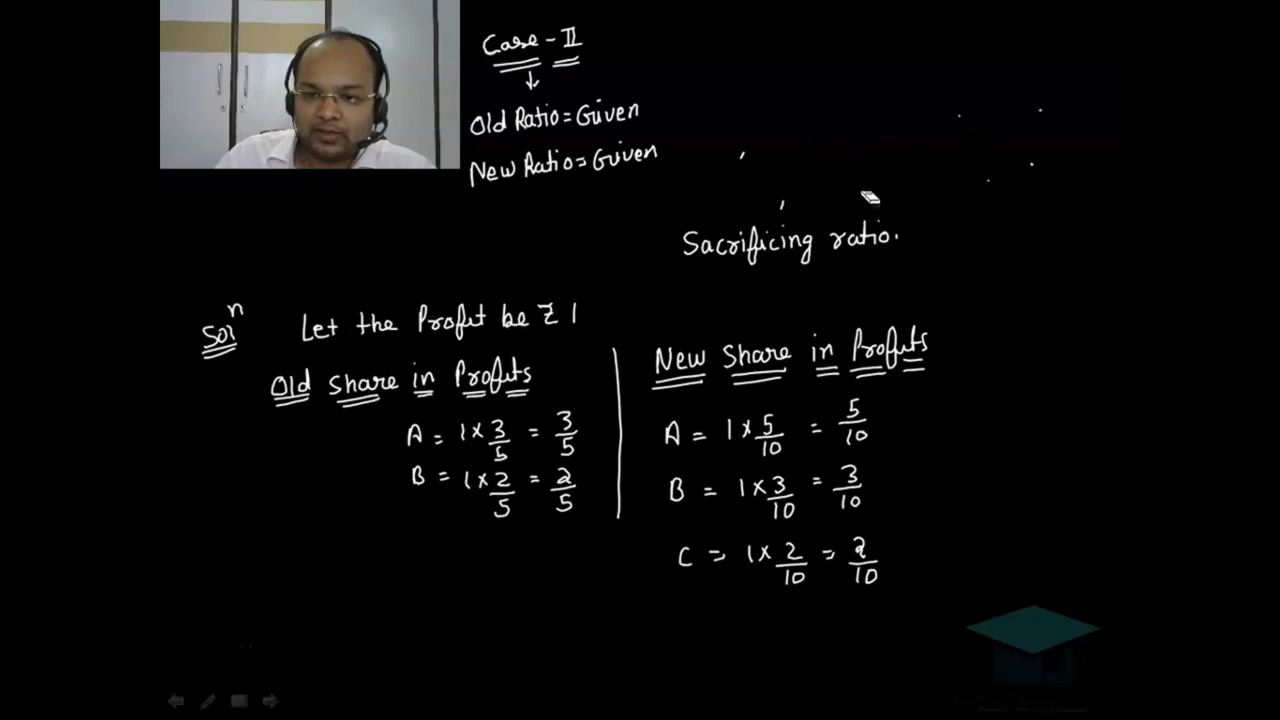 Case - II
Old Ratio = Given
New Ratio = Given
Sacrificing ratio.
Solⁿ Let the Profit be ₹ 1
Old Share in Profits
A = 1 × 3/5 = 3/5
B = 1 × 2/5 = 2/5
New Share in Profits
A = 1 × 5/10 = 5/10
B = 1 × 3/10 = 3/10
C = 1 × 2/10 = 2/10